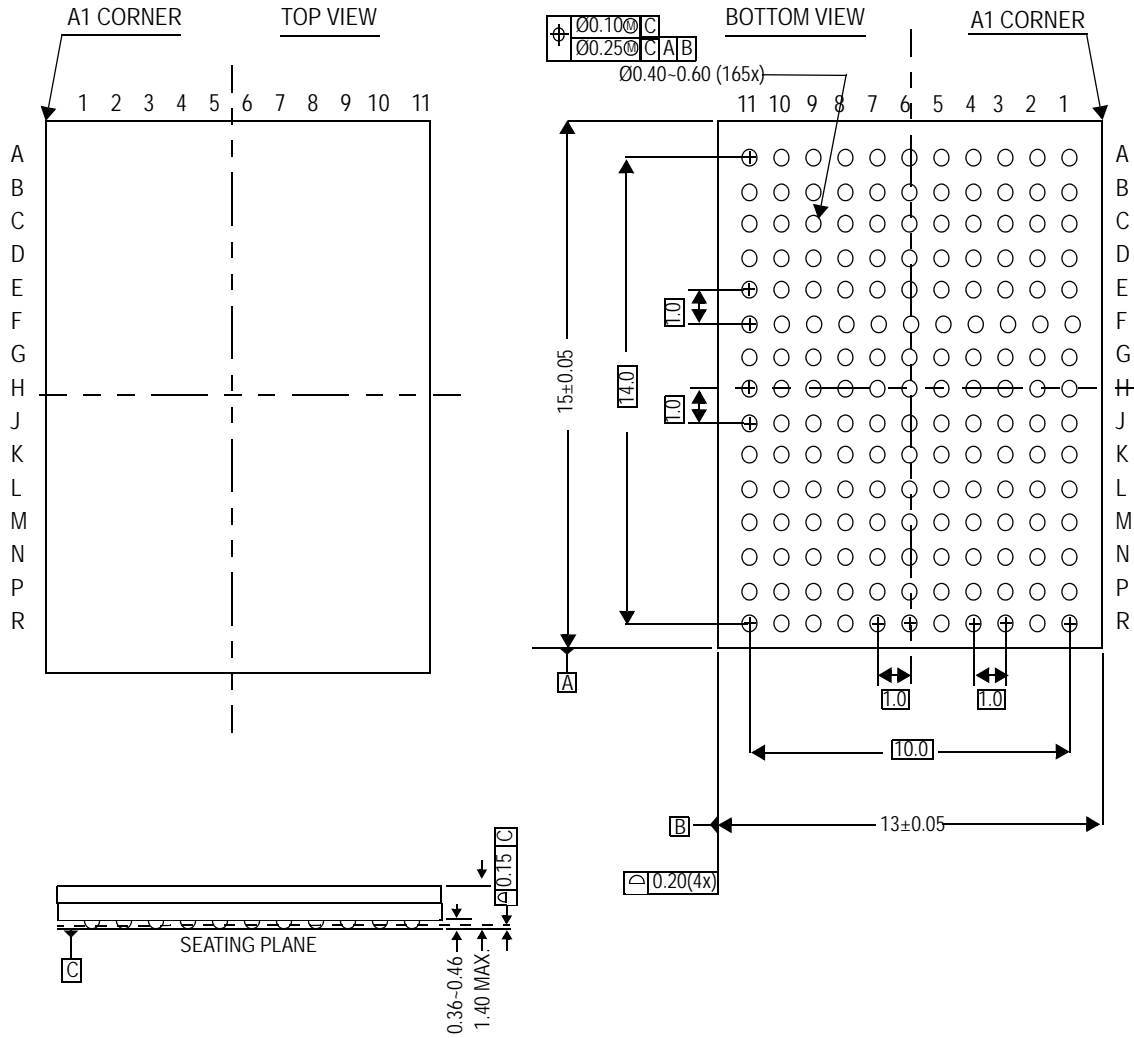 A1 CORNER
TOP VIEW
Ø0.10Ⓜ C
Ø0.25Ⓜ C A B
Ø0.40~0.60 (165x)
BOTTOM VIEW
A1 CORNER
1 2 3 4 5 6 7 8 9 10 11
11 10 9 8 7 6 5 4 3 2 1
A
B
C
D
E
F
G
H
J
K
L
M
N
P
R
15±0.05
14.0
1.0
1.0
A
B
C
D
E
F
G
H
J
K
L
M
N
P
R
A
1.0
1.0
10.0
B
13±0.05
0.20(4x)
0.15 C
SEATING PLANE
C
0.36~0.46
1.40 MAX.